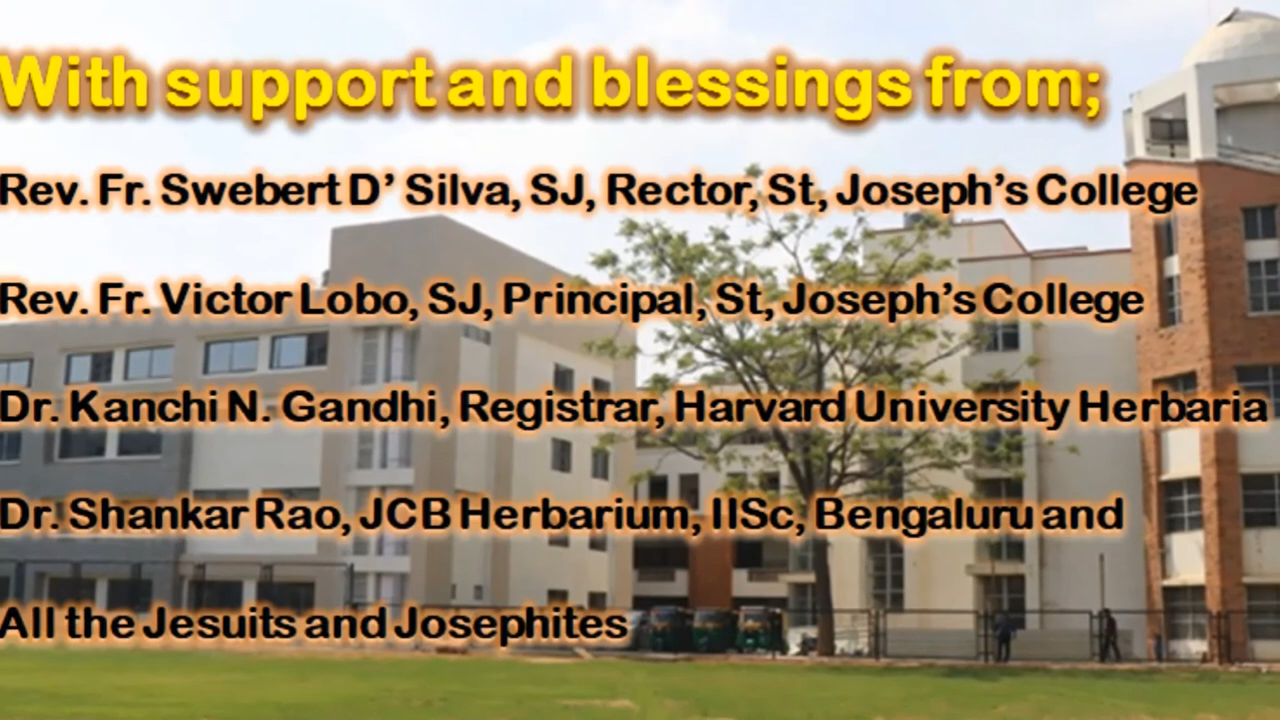 With support and blessings from;
Rev. Fr. Swebert D’ Silva, SJ, Rector, St, Joseph’s College
Rev. Fr. Victor Lobo, SJ, Principal, St, Joseph’s College
Dr. Kanchi N. Gandhi, Registrar, Harvard University Herbaria
Dr. Shankar Rao, JCB Herbarium, IISc, Bengaluru and
All the Jesuits and Josephites